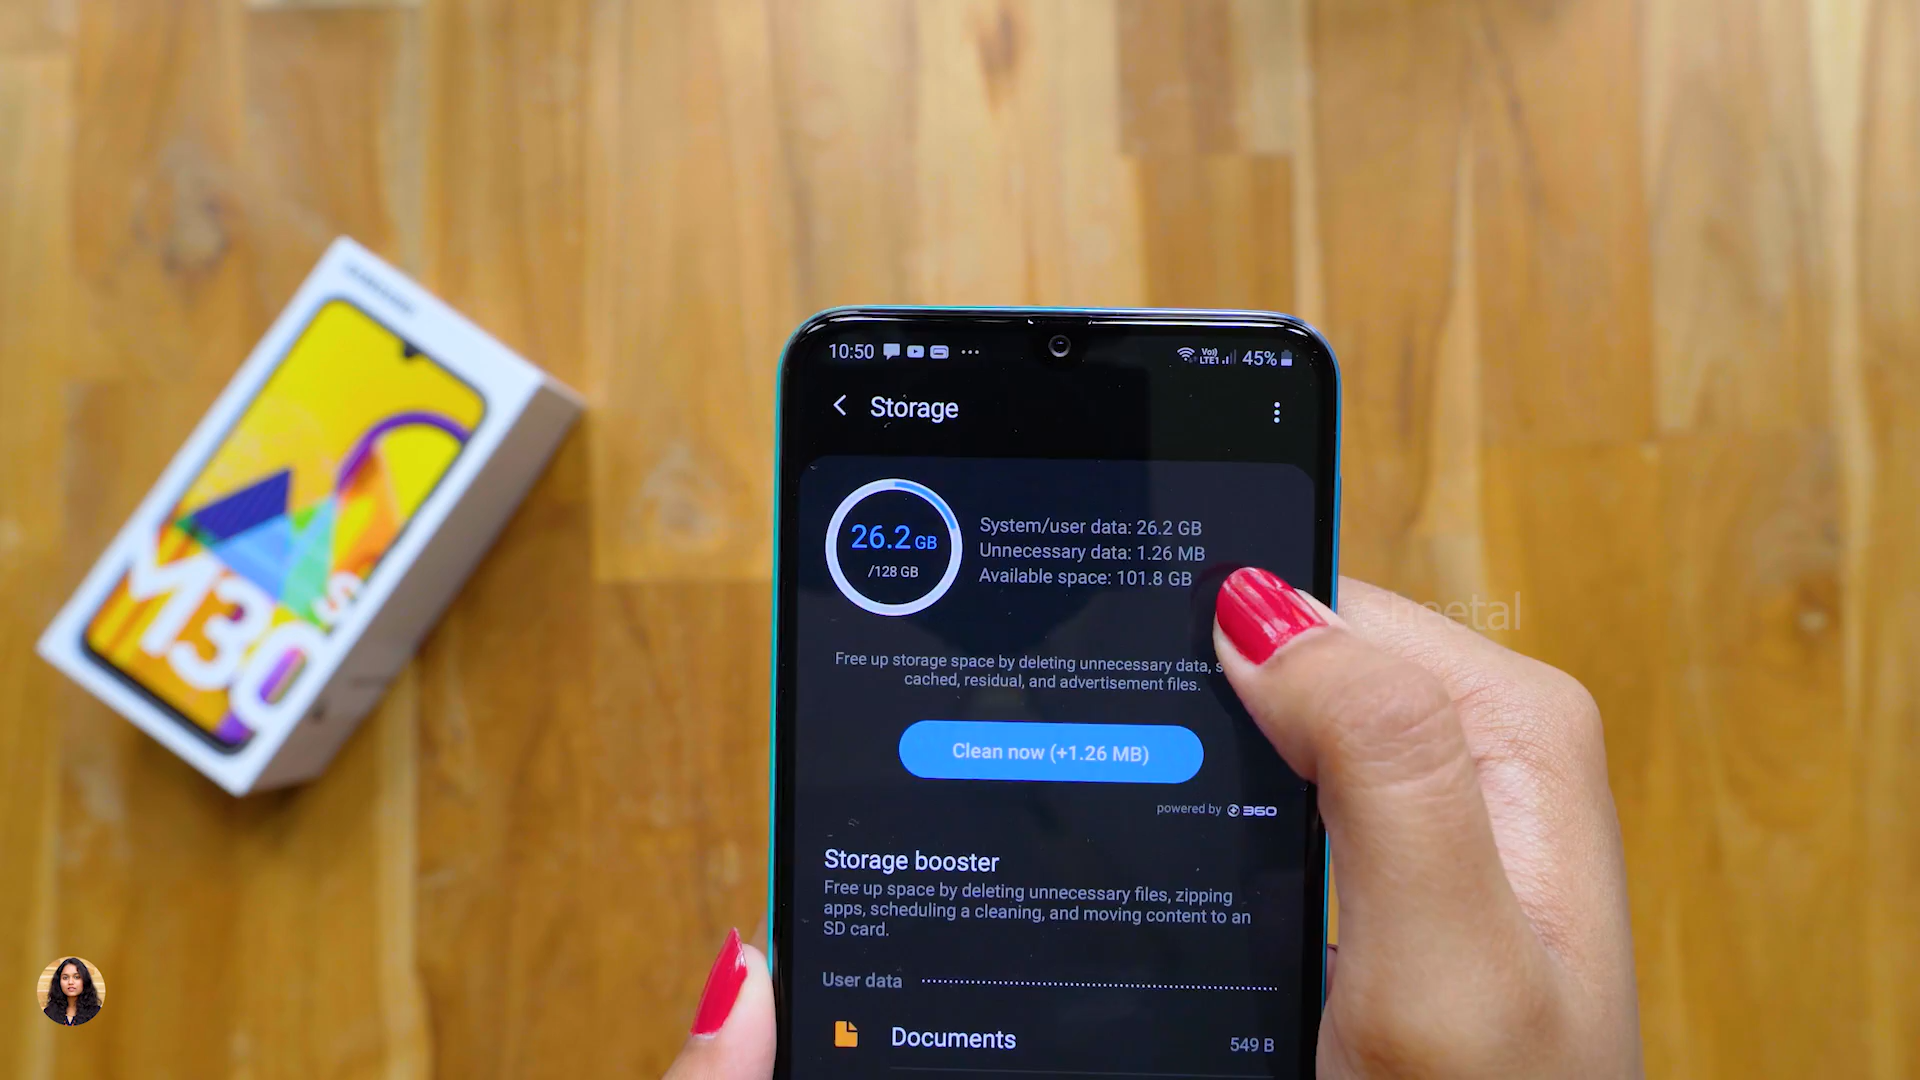 SAMSUNG
M30s
10:50
Vo))
LTE1
45%
Storage
26.2 GB
/128 GB
System/user data: 26.2 GB
Unnecessary data: 1.26 MB
Available space: 101.8 GB
Free up storage space by deleting unnecessary data, s
cached, residual, and advertisement files.
Clean now (+1.26 MB)
powered by 360
Storage booster
Free up space by deleting unnecessary files, zipping
apps, scheduling a cleaning, and moving content to an
SD card.
User data
Documents
549 B